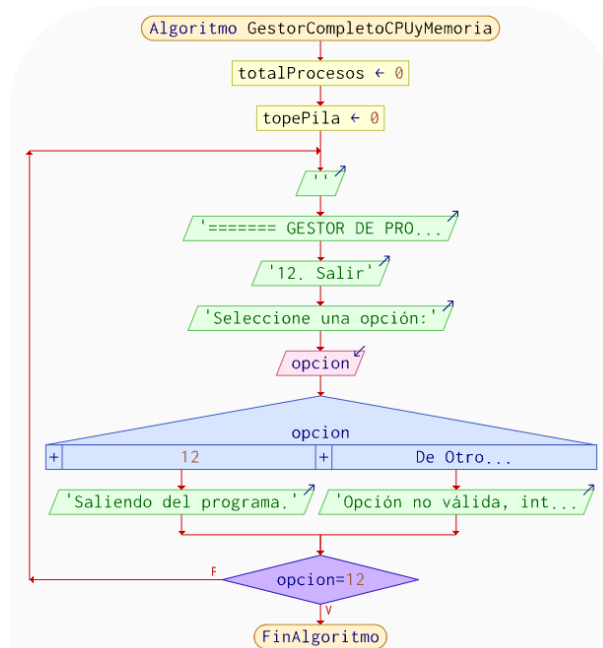 Algoritmo GestorCompletoCPUyMemoria
totalProcesos ← 0
topePila ← 0
''
'======= GESTOR DE PRO...
'12. Salir'
'Seleccione una opción:'
opcion
opcion
+ 12 + De Otro...
'Saliendo del programa.' 'Opción no válida, int...
F opcion=12
V
FinAlgoritmo